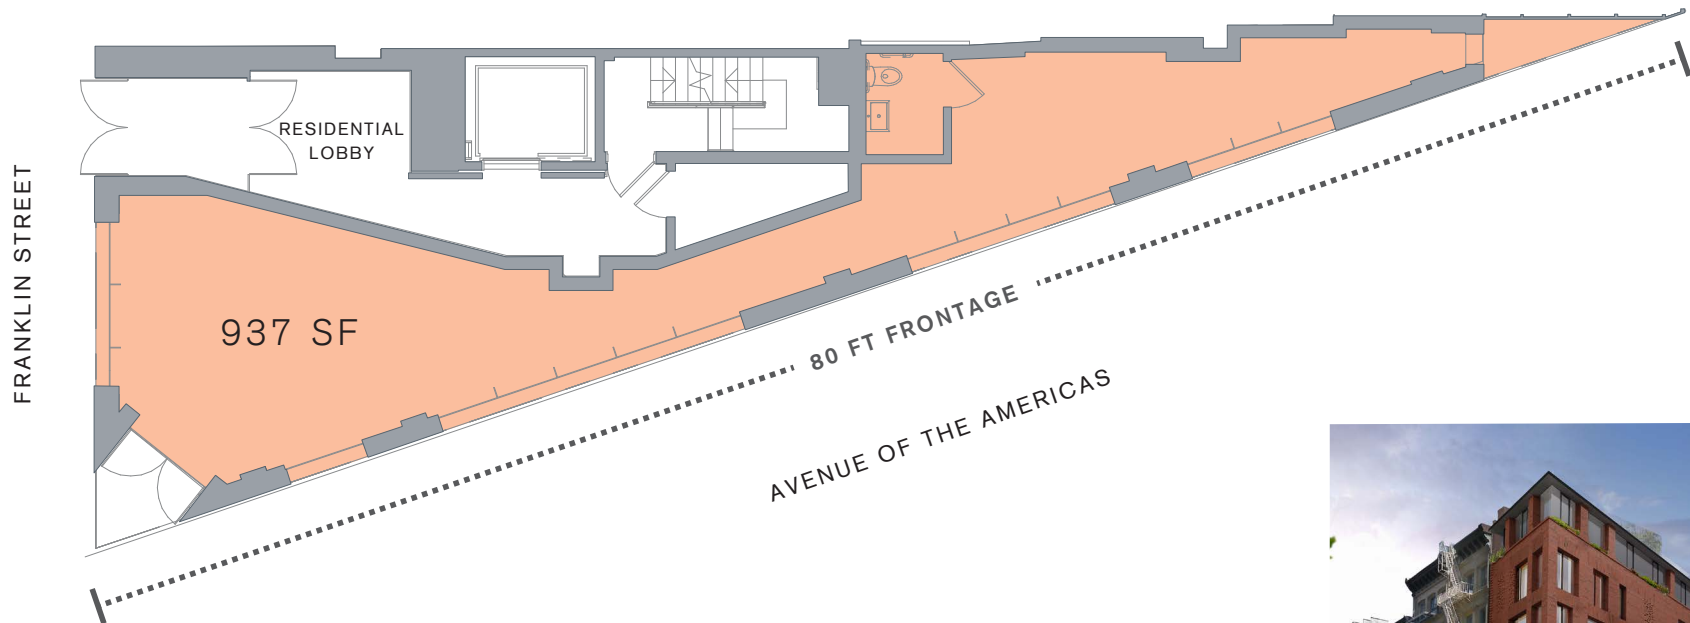 FRANKLIN STREET
RESIDENTIAL
LOBBY
937 SF
80 FT FRONTAGE
AVENUE OF THE AMERICAS